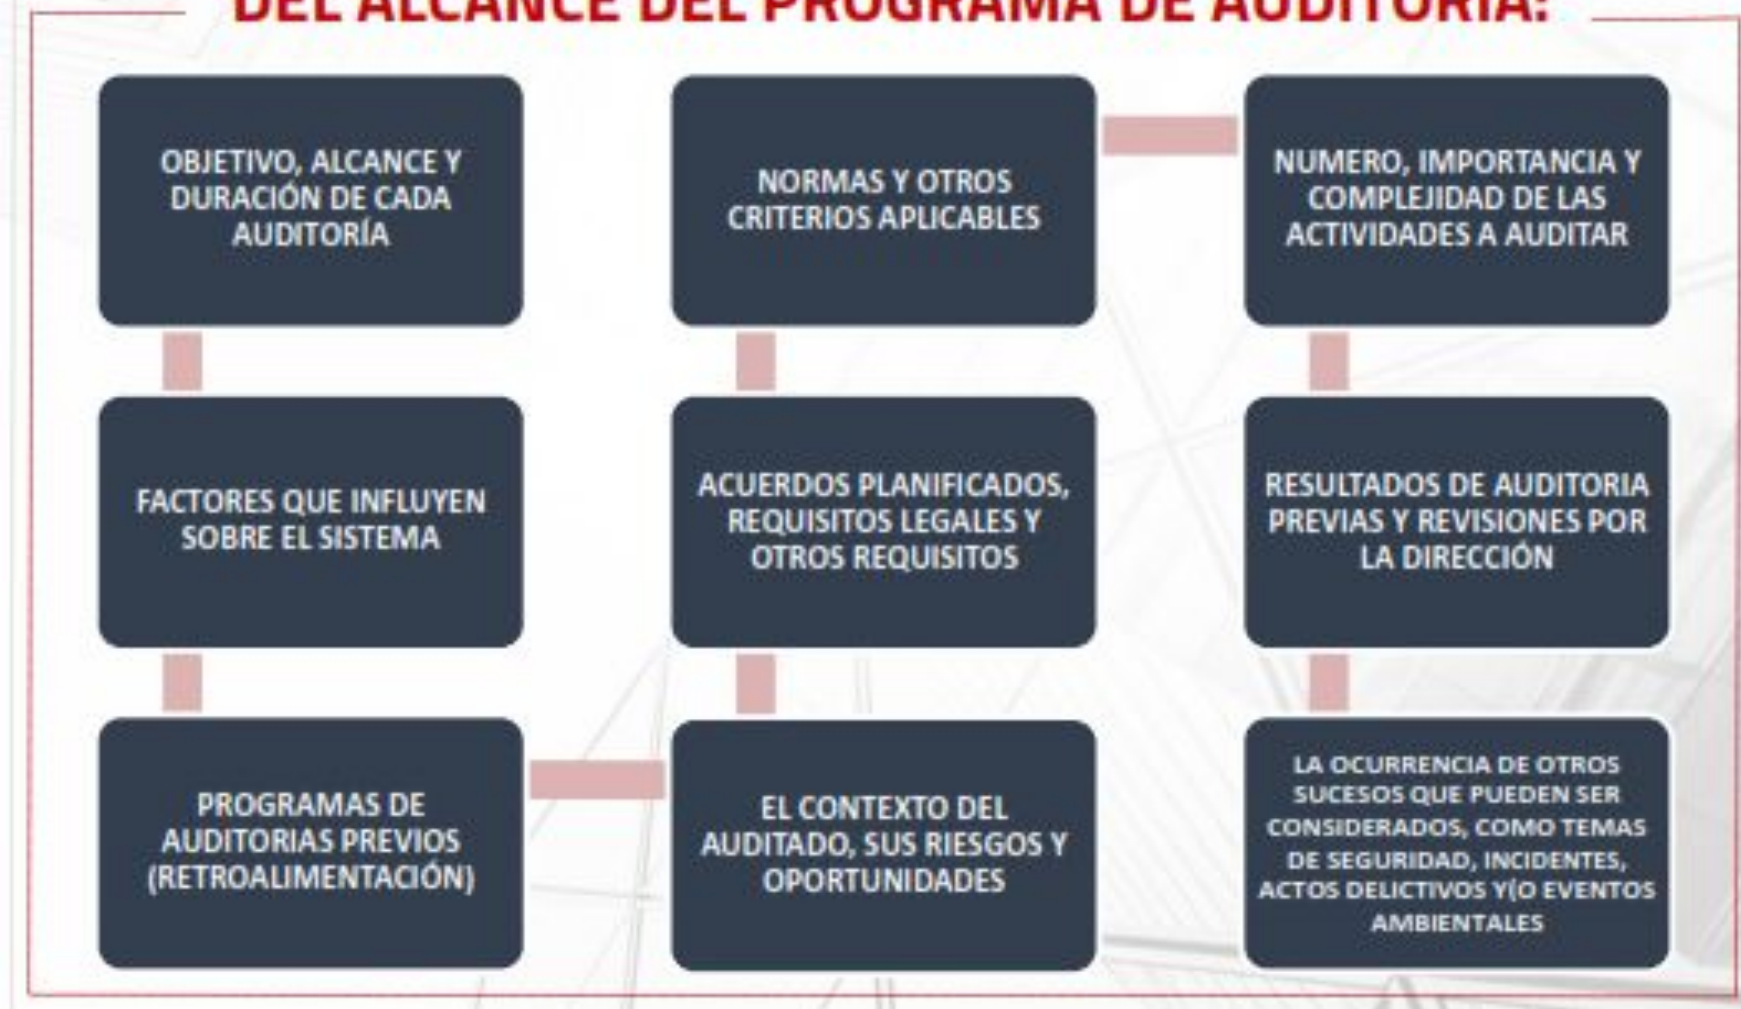 DEL ALCANCE DEL PROGRAMA DE AUDITORÍA:
OBJETIVO, ALCANCE Y
DURACIÓN DE CADA
AUDITORÍA
FACTORES QUE INFLUYEN
SOBRE EL SISTEMA
PROGRAMAS DE
AUDITORIAS PREVIOS
(RETROALIMENTACIÓN)
EL CONTEXTO DEL
AUDITADO, SUS RIESGOS Y
OPORTUNIDADES
ACUERDOS PLANIFICADOS,
REQUISITOS LEGALES Y
OTROS REQUISITOS
NORMAS Y OTROS
CRITERIOS APLICABLES
NUMERO, IMPORTANCIA Y
COMPLEJIDAD DE LAS
ACTIVIDADES A AUDITAR
RESULTADOS DE AUDITORIA
PREVIAS Y REVISIONES POR
LA DIRECCIÓN
LA OCURRENCIA DE OTROS
SUCESOS QUE PUEDEN SER
CONSIDERADOS, COMO TEMAS
DE SEGURIDAD, INCIDENTES,
ACTOS DELICTIVOS Y(O EVENTOS
AMBIENTALES